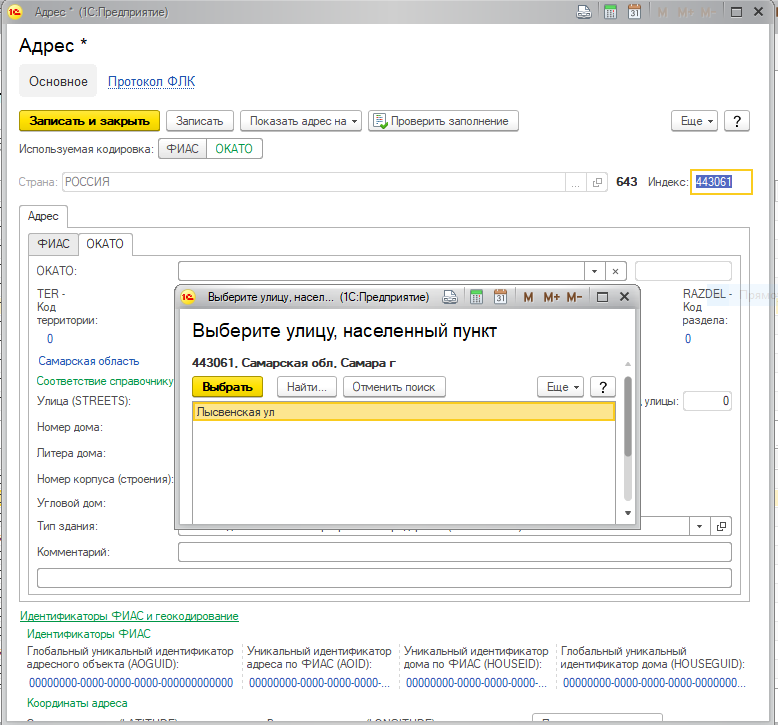 Адрес * (1С:Предприятие)
31 M M+ M-
Адрес *
Основное Протокол ФЛК
Записать и закрыть Записать Показать адрес на Проверить заполнение Еще ?
Используемая кодировка: ФИАС ОКАТО
Страна: РОССИЯ ... 643 Индекс: 443061
Адрес
ФИАС ОКАТО
ОКАТО:
TER -
Код
территории:
0
RAZDEL -
Код
раздела:
0
Прямо
Самарская область
Соответствие справочнику
Улица (STREETS):
улицы: 0
Номер дома:
Литера дома:
Номер корпуса (строения):
Угловой дом:
Тип здания:
Комментарий:
Выберите улицу, насел... (1С:Предприятие) 31 M M+ M-
Выберите улицу, населенный пункт
443061, Самарская обл, Самара г
Выбрать Найти... Отменить поиск Еще ?
Лысвенская ул
Идентификаторы ФИАС и геокодирование
Идентификаторы ФИАС
Глобальный уникальный идентификатор адресного объекта (AOGUID):
Уникальный идентификатор адреса по ФИАС (AOID):
Уникальный идентификатор дома по ФИАС (HOUSEID):
Глобальный уникальный идентификатор дома (HOUSEGUID):
00000000-0000-0000-0000-000000000000 00000000-0000-0000-0000-... 00000000-0000-0000-0000-... 00000000-0000-0000-0000-0000000...
Координаты адреса